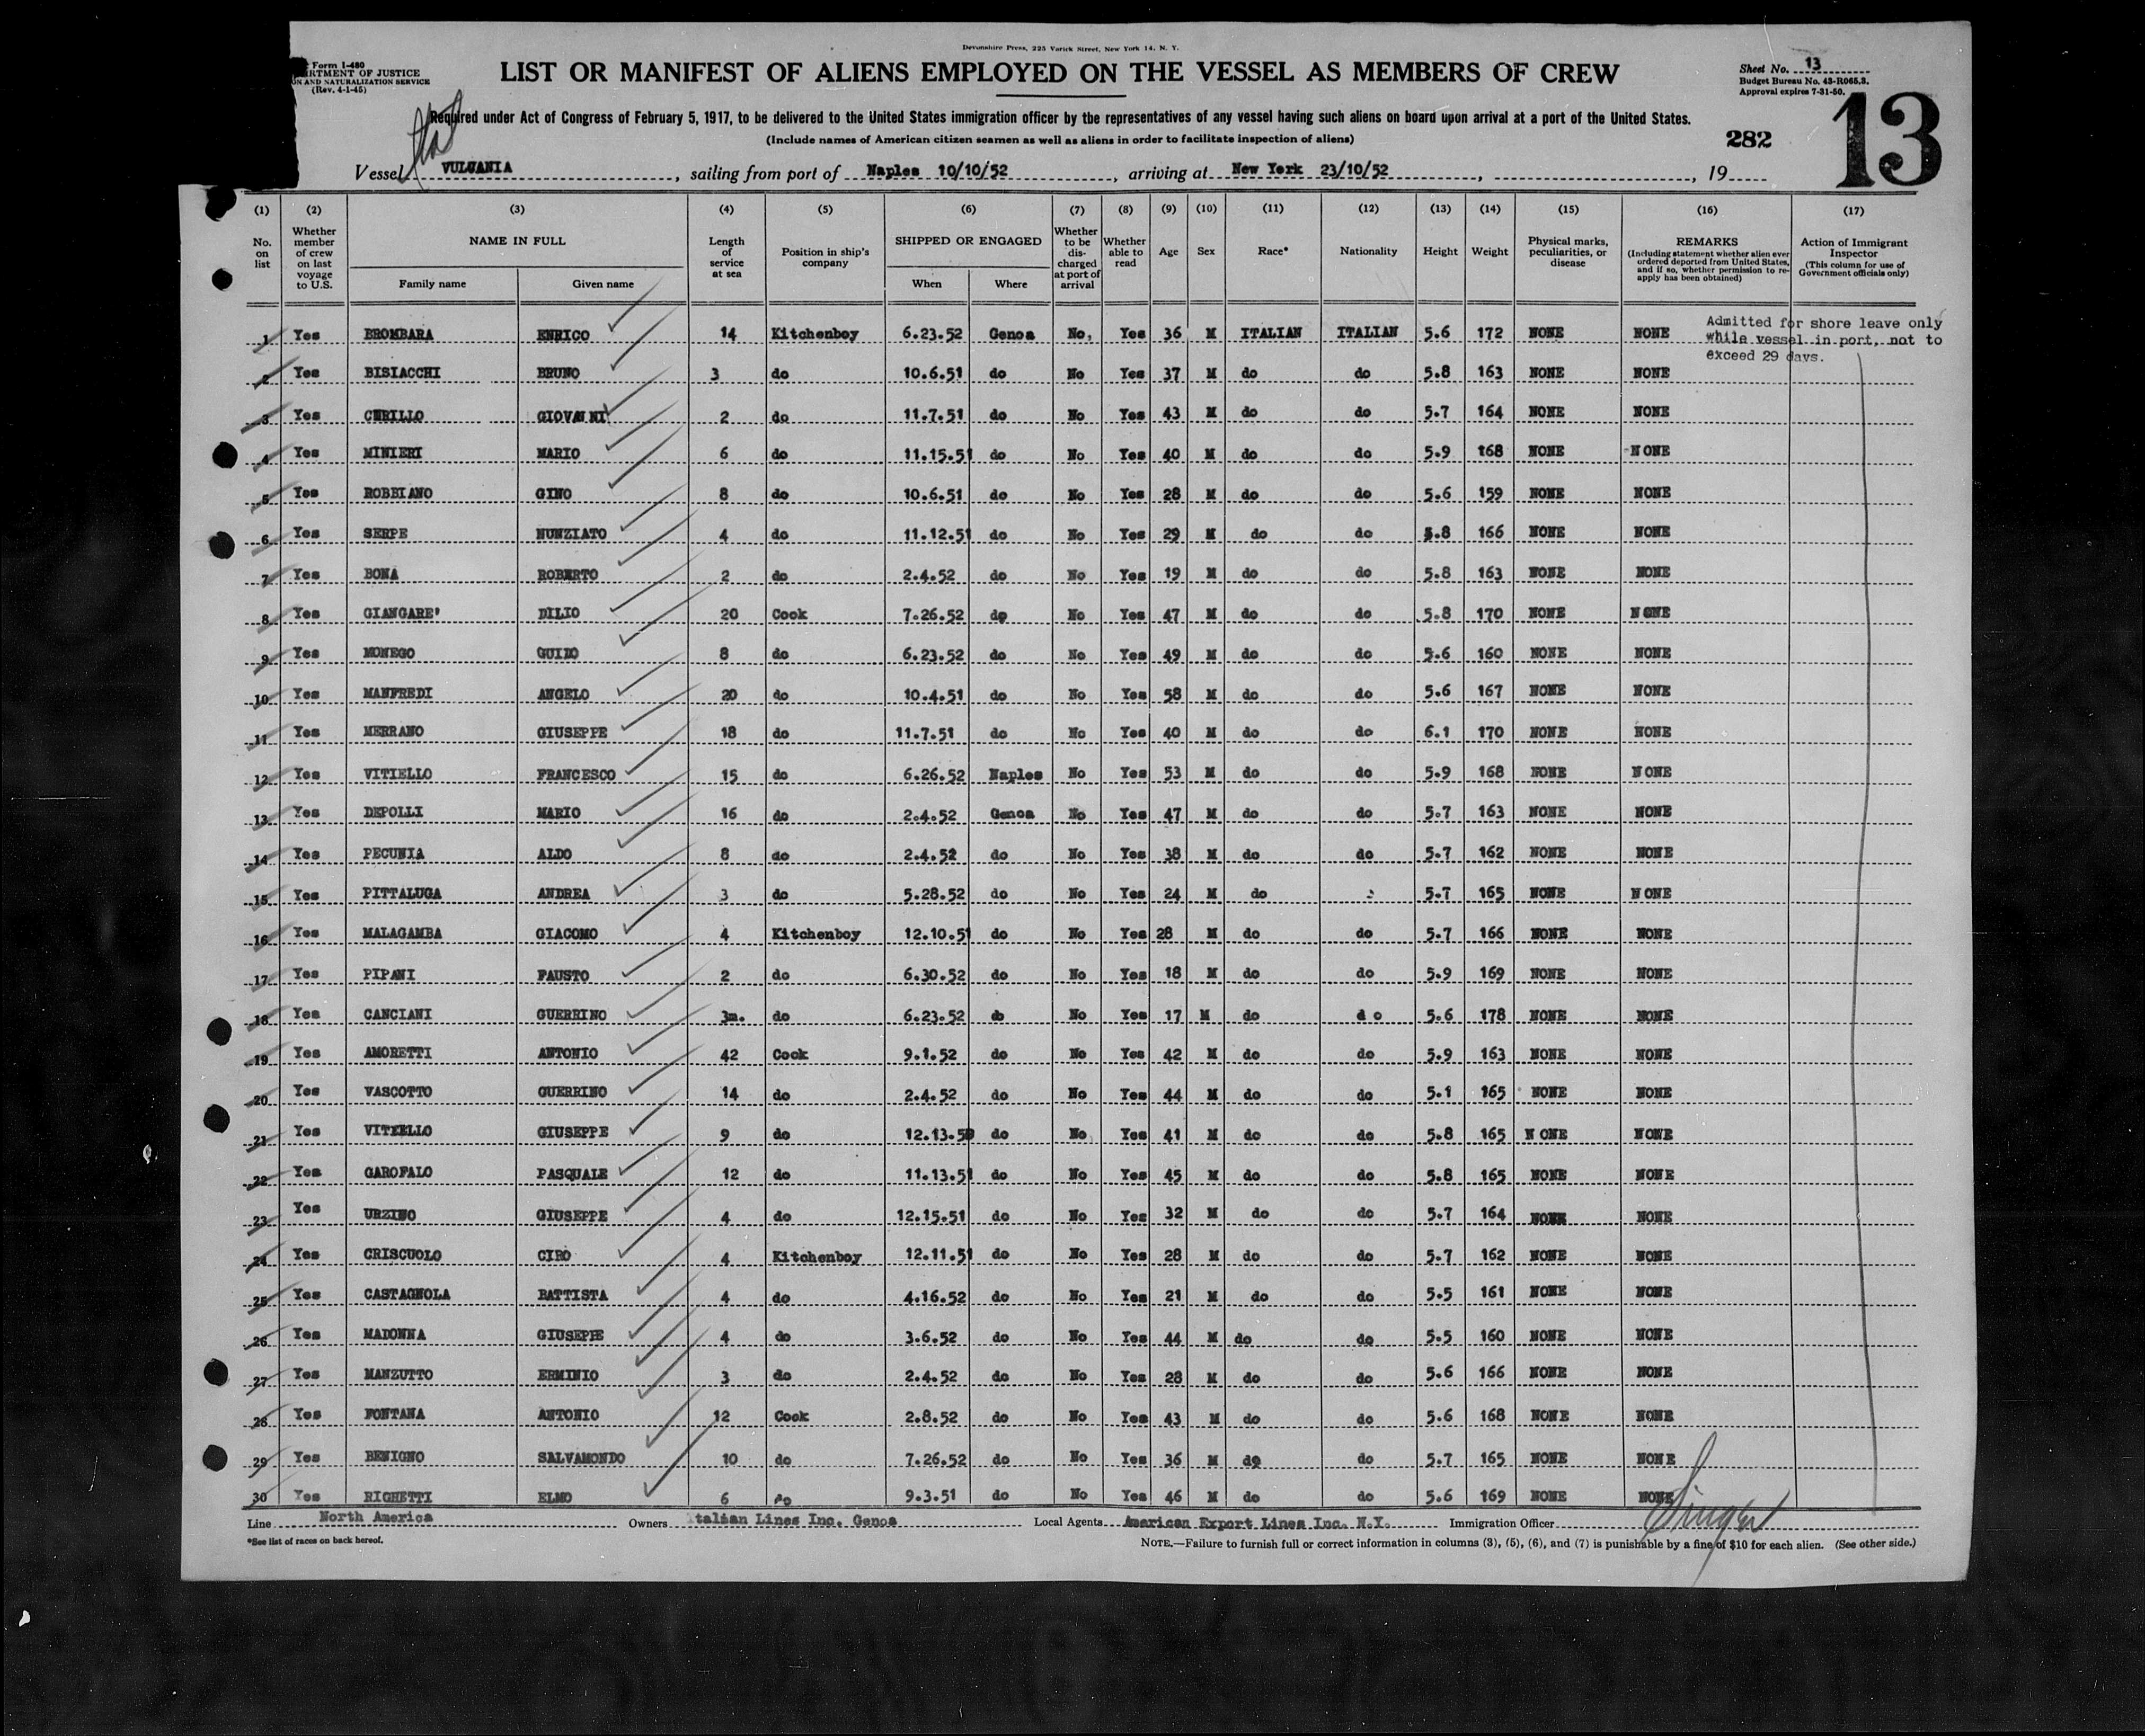 Devonshire Press, 225 Varick Street, New York 14, N. Y.
Form I-480
DEPARTMENT OF JUSTICE
ON AND NATURALIZATION SERVICE
(Rev. 4-1-45)
LIST OR MANIFEST OF ALIENS EMPLOYED ON THE VESSEL AS MEMBERS OF CREW
Sheet No. 13
Budget Bureau No. 43-R065.3.
Approval expires 7-31-50.
Required under Act of Congress of February 5, 1917, to be delivered to the United States immigration officer by the representatives of any vessel having such aliens on board upon arrival at a port of the United States.
(Include names of American citizen seamen as well as aliens in order to facilitate inspection of aliens)
282
13
Vessel VULCANIA, sailing from port of Naples 10/10/52, arriving at New York 23/10/52, , 19
(1) (2) (3) (4) (5) (6) (7) (8) (9) (10) (11) (12) (13) (14) (15) (16) (17)
No. on list
Whether member of crew on last voyage to U.S.
NAME IN FULL
Family name Given name
Length of service at sea
Position in ship's company
SHIPPED OR ENGAGED
When Where
Whether to be discharged at port of arrival
Whether able to read
Age Sex Race* Nationality Height Weight
Physical marks, peculiarities, or disease
REMARKS
(Including statement whether alien ever ordered deported from United States, and if so, whether permission to reapply has been obtained)
Action of Immigrant Inspector
(This column for use of Government officials only)
Admitted for shore leave only
while vessel in port, not to
exceed 29 days.
1 Yes BROMBARA ENRICO 14 Kitchenboy 6.23.52 Genoa No, Yes 36 M ITALIAN ITALIAN 5.6 172 NONE NONE
2 Yes BISIACCHI BRUNO 3 do 10.6.51 do No Yes 37 M do do 5.8 163 NONE NONE
3 Yes CURILLO GIOVANNI 2 do 11.7.51 do No Yes 43 M do do 5.7 164 NONE NONE
4 Yes MINIERI MARIO 6 do 11.15.51 do No Yes 40 M do do 5.9 168 NONE NONE
5 Yes ROBBIANO GINO 8 do 10.6.51 do No Yes 28 M do do 5.6 159 NONE NONE
6 Yes SERPE NUNZIATO 4 do 11.12.51 do No Yes 29 M do do 5.8 166 NONE NONE
7 Yes BONA ROBERTO 2 do 2.4.52 do No Yes 19 M do do 5.8 163 NONE NONE
8 Yes GIANGARE' DILIO 20 Cook 7.26.52 do No Yes 47 M do do 5.8 170 NONE NONE
9 Yes MONEGO GUIDO 8 do 6.23.52 do No Yes 49 M do do 5.6 160 NONE NONE
10 Yes MANFREDI ANGELO 20 do 10.4.51 do No Yes 58 M do do 5.6 167 NONE NONE
11 Yes MERRANO GIUSEPPE 18 do 11.7.51 do No Yes 40 M do do 6.1 170 NONE NONE
12 Yes VITIELLO FRANCESCO 15 do 6.26.52 Naples No Yes 53 M do do 5.9 168 NONE NONE
13 Yes DEPOLLI MARIO 16 do 2.4.52 Genoa No Yes 47 M do do 5.7 163 NONE NONE
14 Yes PECUNIA ALDO 8 do 2.4.52 do No Yes 38 M do do 5.7 162 NONE NONE
15 Yes PITTALUGA ANDREA 3 do 5.28.52 do No Yes 24 M do 5.7 165 NONE NONE
16 Yes MALAGAMBA GIACOMO 4 Kitchenboy 12.10.51 do No Yes 28 M do do 5.7 166 NONE NONE
17 Yes PIPANI FAUSTO 2 do 6.30.52 do No Yes 18 M do do 5.9 169 NONE NONE
18 Yes CANCIANI GUERRINO 3m. do 6.23.52 do No Yes 17 M do do 5.6 178 NONE NONE
19 Yes AMORETTI ANTONIO 42 Cook 9.1.52 do No Yes 42 M do do 5.9 163 NONE NONE
20 Yes VASCOTTO GUERRINO 14 do 2.4.52 do No Yes 44 M do do 5.1 165 NONE NONE
21 Yes VITIELLO GIUSEPPE 9 do do No Yes 41 M do do 5.8 165 NONE NONE
22 Yes GAROFALO PASQUALE 12 do 11.13.51 do No Yes 45 M do do 5.8 165 NONE NONE
23 Yes URZINO GIUSEPPE 4 do 12.15.51 do No Yes 32 M do do 5.7 164 NONE NONE
24 Yes CRISCUOLO CIRO 4 Kitchenboy 12.11.51 do No Yes 28 M do do 5.7 162 NONE NONE
25 Yes CASTAGNOLA BATTISTA 4 do 4.16.52 do No Yes 21 M do do 5.5 161 NONE NONE
26 Yes MADONNA GIUSEPPE 4 do 3.6.52 do No Yes 44 M do do 5.5 160 NONE NONE
27 Yes MANZUTTO ERMINIO 3 do 2.4.52 do No Yes 28 M do do 5.6 166 NONE NONE
28 Yes FONTANA ANTONIO 12 Cook 2.8.52 do No Yes 43 M do do 5.6 168 NONE NONE
29 Yes BENIGNO SALVAMONDO 10 do 7.26.52 do No Yes 36 M do do 5.7 165 NONE NONE
30 Yes RIGHETTI ELMO 6 do 9.3.51 do No Yes 46 M do do 5.6 169 NONE NONE
Line North America Owners Italian Lines Inc. Genoa Local Agents American Export Lines Inc. N.Y. Immigration Officer Singer
*See list of races on back hereof.
NOTE.—Failure to furnish full or correct information in columns (3), (5), (6), and (7) is punishable by a fine of $10 for each alien. (See other side.)